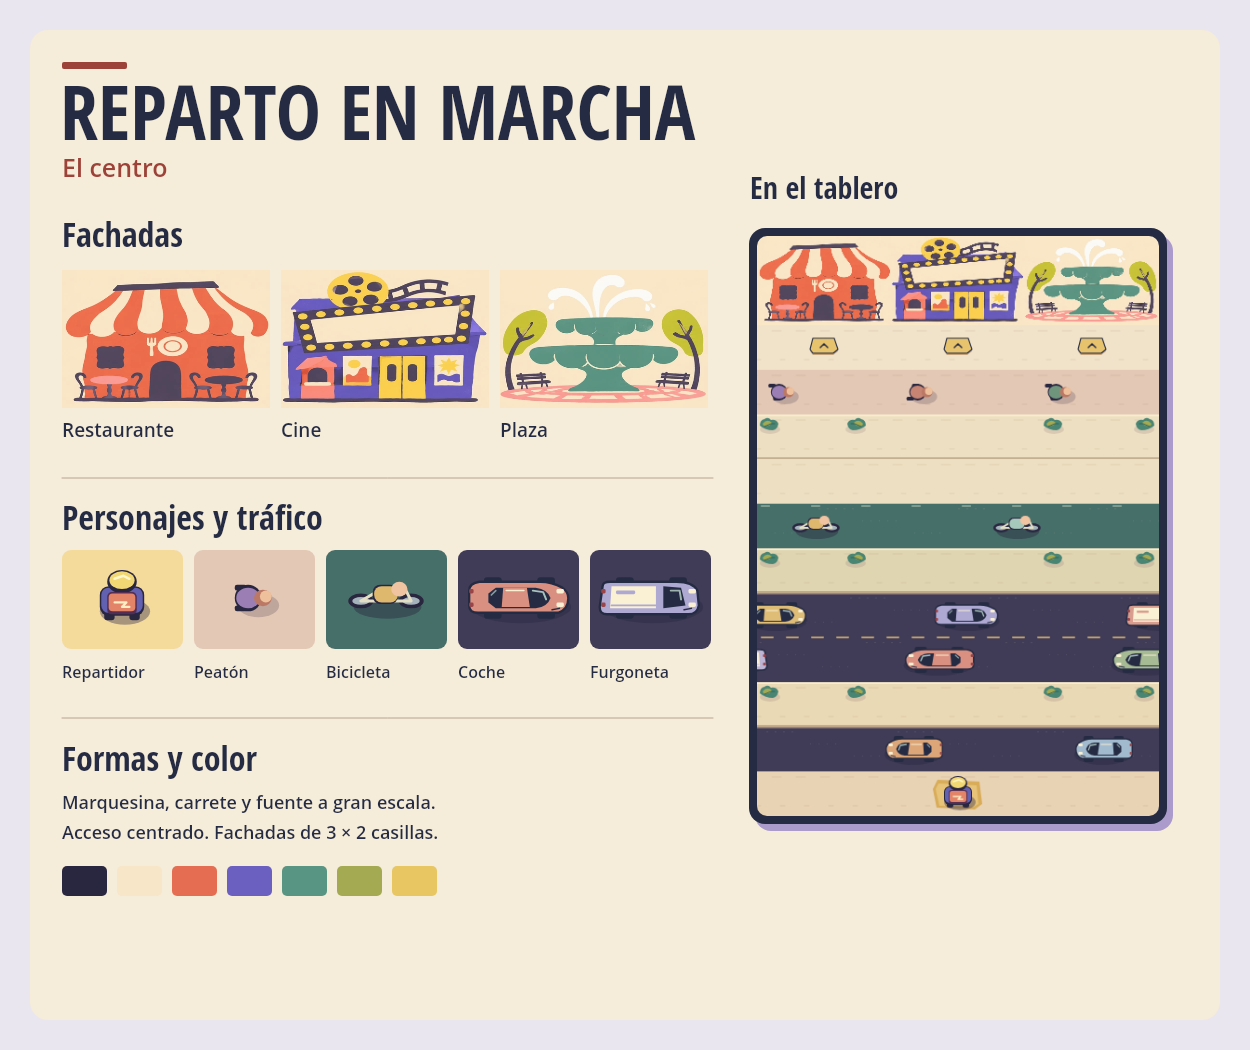 REPARTO EN MARCHA
El centro
Fachadas
Restaurante
Cine
Plaza
Personajes y tráfico
Repartidor
Peatón
Bicicleta
Coche
Furgoneta
Formas y color
Marquesina, carrete y fuente a gran escala.
Acceso centrado. Fachadas de 3 × 2 casillas.
En el tablero